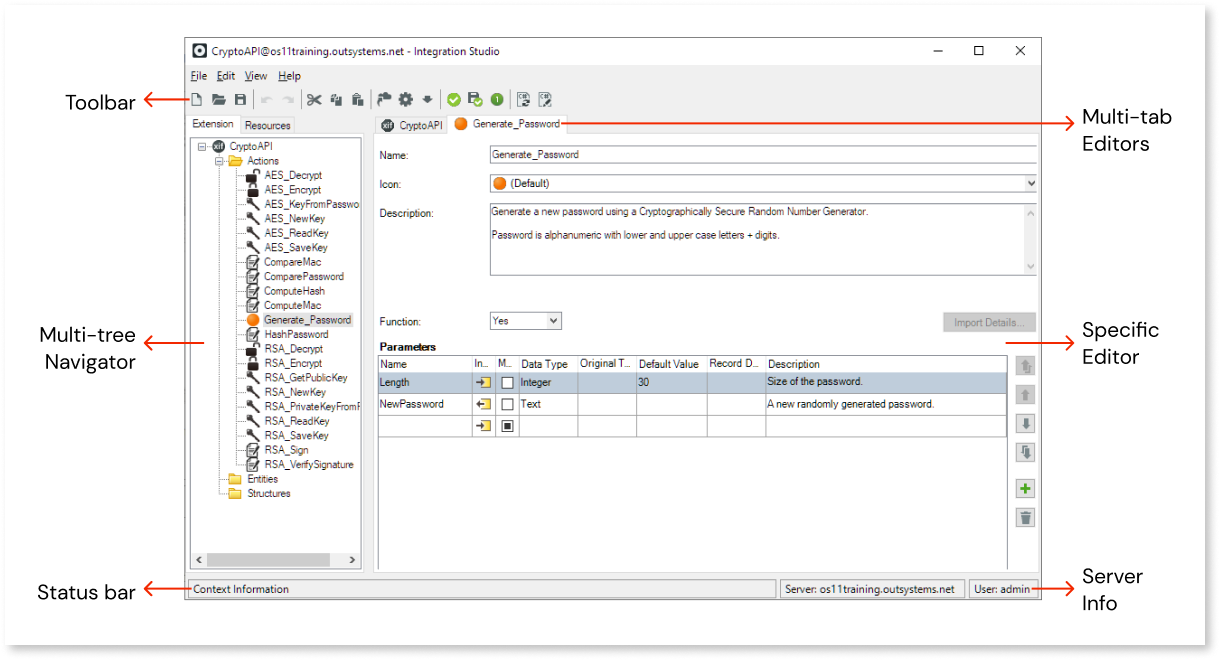 CryptoAPI@os11training.outsystems.net - Integration Studio
File Edit View Help
Toolbar
Extension Resources
CryptoAPI Generate_Password
Multi-tab
Editors
CryptoAPI
Actions
AES_Decrypt
AES_Encrypt
AES_KeyFromPasswo
AES_NewKey
AES_ReadKey
AES_SaveKey
CompareMac
ComparePassword
ComputeHash
ComputeMac
Generate_Password
HashPassword
RSA_Decrypt
RSA_Encrypt
RSA_GetPublicKey
RSA_NewKey
RSA_PrivateKeyFromF
RSA_ReadKey
RSA_SaveKey
RSA_Sign
RSA_VerifySignature
Entities
Structures
Multi-tree
Navigator
Name: Generate_Password
Icon: (Default)
Description: Generate a new password using a Cryptographically Secure Random Number Generator.
Password is alphanumeric with lower and upper case letters + digits.
Function: Yes Import Details...
Parameters
Name In... M... Data Type Original T... Default Value Record D... Description
Length Integer 30 Size of the password.
NewPassword Text A new randomly generated password.
Specific
Editor
Status bar
Context Information Server: os11training.outsystems.net User: admin
Server
Info